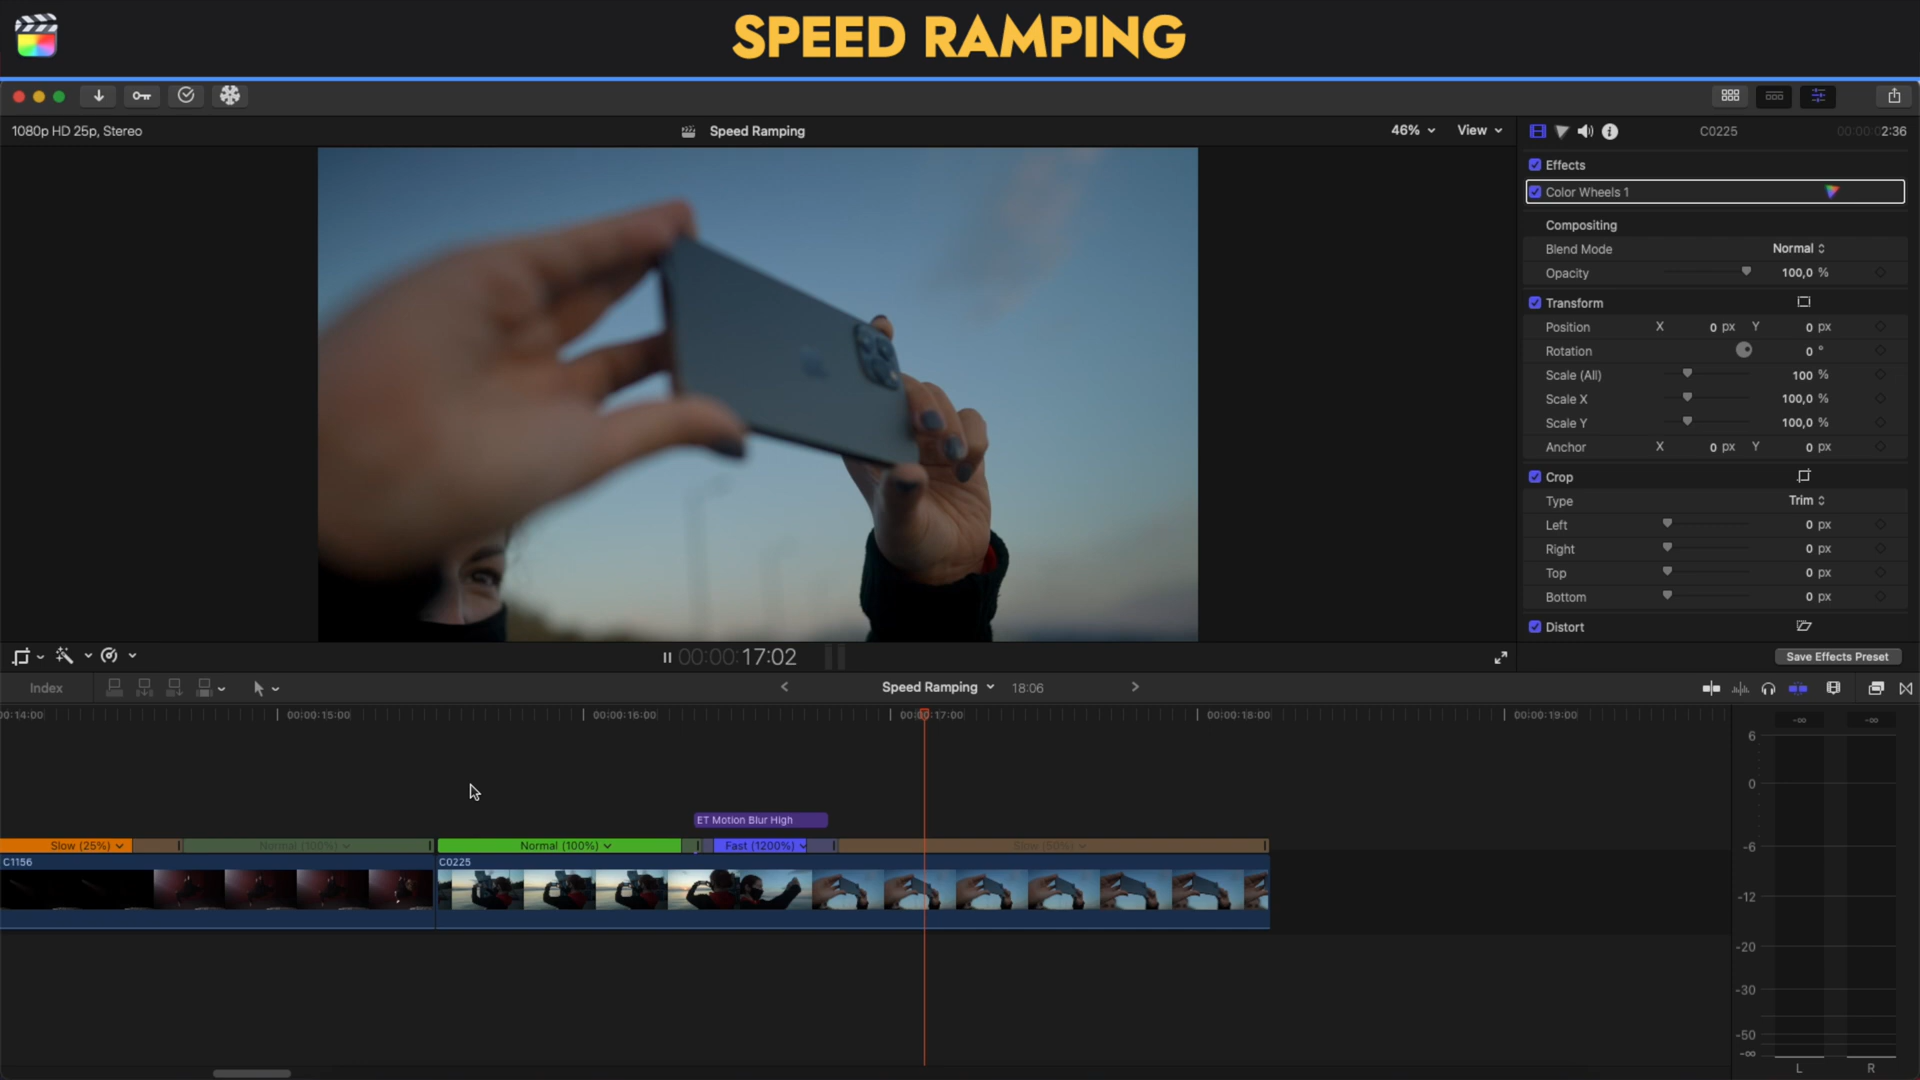 SPEED RAMPING
1080p HD 25p, Stereo
Speed Ramping
46%
View
C0225
00:00:02:36
Effects
Color Wheels 1
Compositing
Blend Mode
Normal
Opacity
100,0 %
Transform
Position
X
0 px
Y
0 px
Rotation
0 °
Scale (All)
100 %
Scale X
100,0 %
Scale Y
100,0 %
Anchor
X
0 px
Y
0 px
Crop
Type
Trim
Left
0 px
Right
0 px
Top
0 px
Bottom
0 px
Distort
00:00:17:02
Save Effects Preset
Index
Speed Ramping
18:06
00:14:00
00:00:15:00
00:00:16:00
00:00:17:00
00:00:18:00
00:00:19:00
ET Motion Blur High
Slow (25%)
Normal (100%)
Normal (100%)
Fast (1200%)
Slow (50%)
C1156
C0225
-∞
-∞
6
0
-6
-12
-20
-30
-50
-∞
L
R